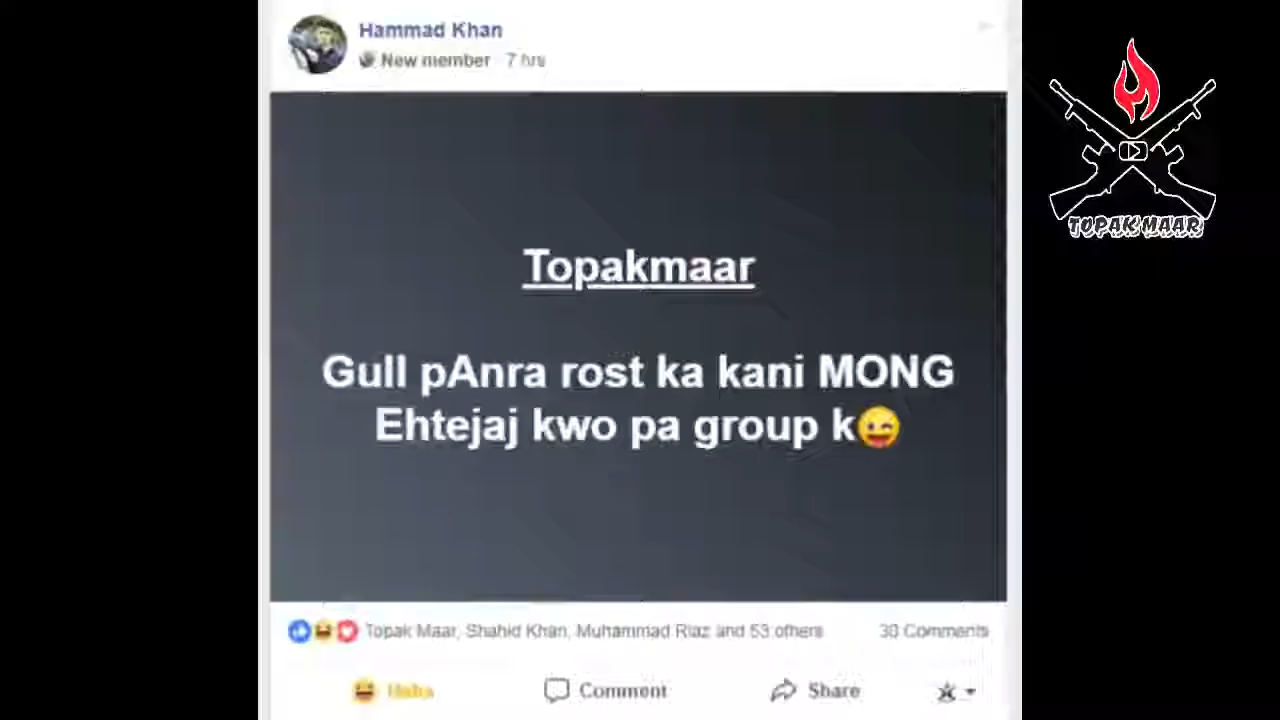 Hammad Khan
New member · 7 hrs
TOPAK MAAR
Topakmaar
Gull pAnra rost ka kani MONG
Ehtejaj kwo pa group k😜
Topak Maar, Shahid Khan, Muhammad Riaz and 53 others
30 Comments
Haha
Comment
Share